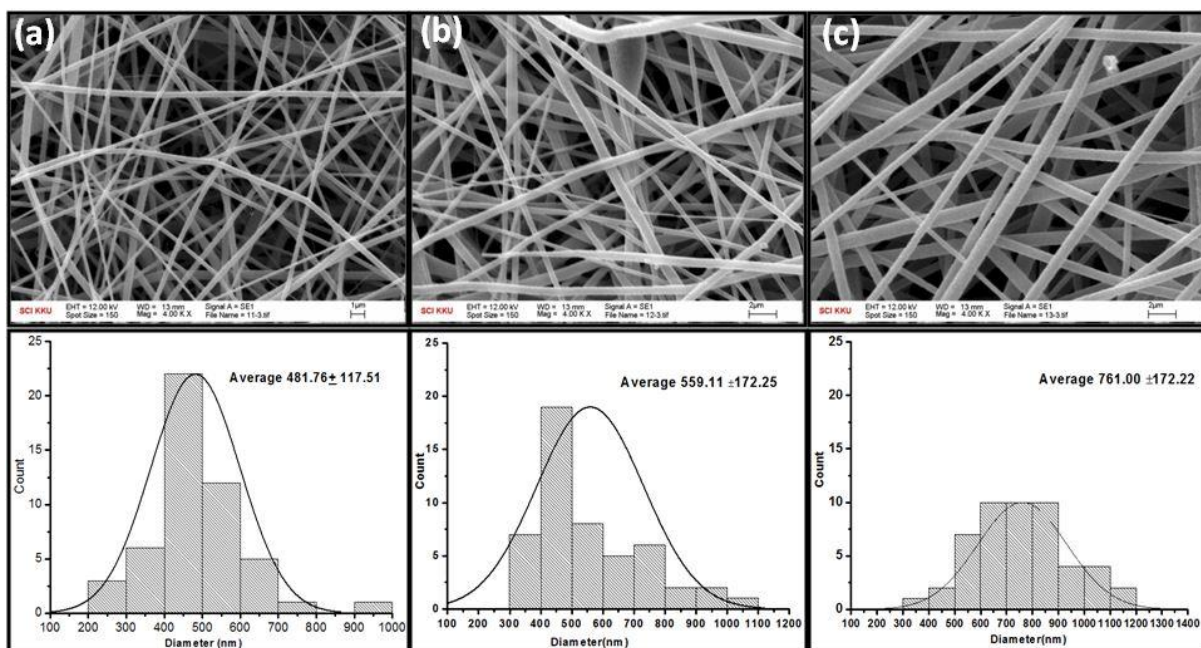 (a)
(b)
(c)
SCI KKU
EHT = 12.00 kV
WD = 13 mm
Signal A = SE1
1µm
Spot Size = 150
Mag = 4.00 K X
File Name = 11-3.tif
SCI KKU
EHT = 12.00 kV
WD = 13 mm
Signal A = SE1
2µm
Spot Size = 150
Mag = 4.00 K X
File Name = 12-3.tif
SCI KKU
EHT = 12.00 kV
WD = 13 mm
Signal A = SE1
2µm
Spot Size = 150
Mag = 4.00 K X
File Name = 13-3.tif
Average 481.76± 117.51
25
20
15
10
5
0
Count
100 200 300 400 500 600 700 800 900 1000
Diameter(nm)
Average 559.11 ±172.25
25
20
15
10
5
0
Count
100 200 300 400 500 600 700 800 900 1000 1100 1200
Diameter(nm)
Average 761.00 ±172.22
25
20
15
10
5
0
Count
100 200 300 400 500 600 700 800 900 1000 1100 1200 1300 1400
Diameter(nm)